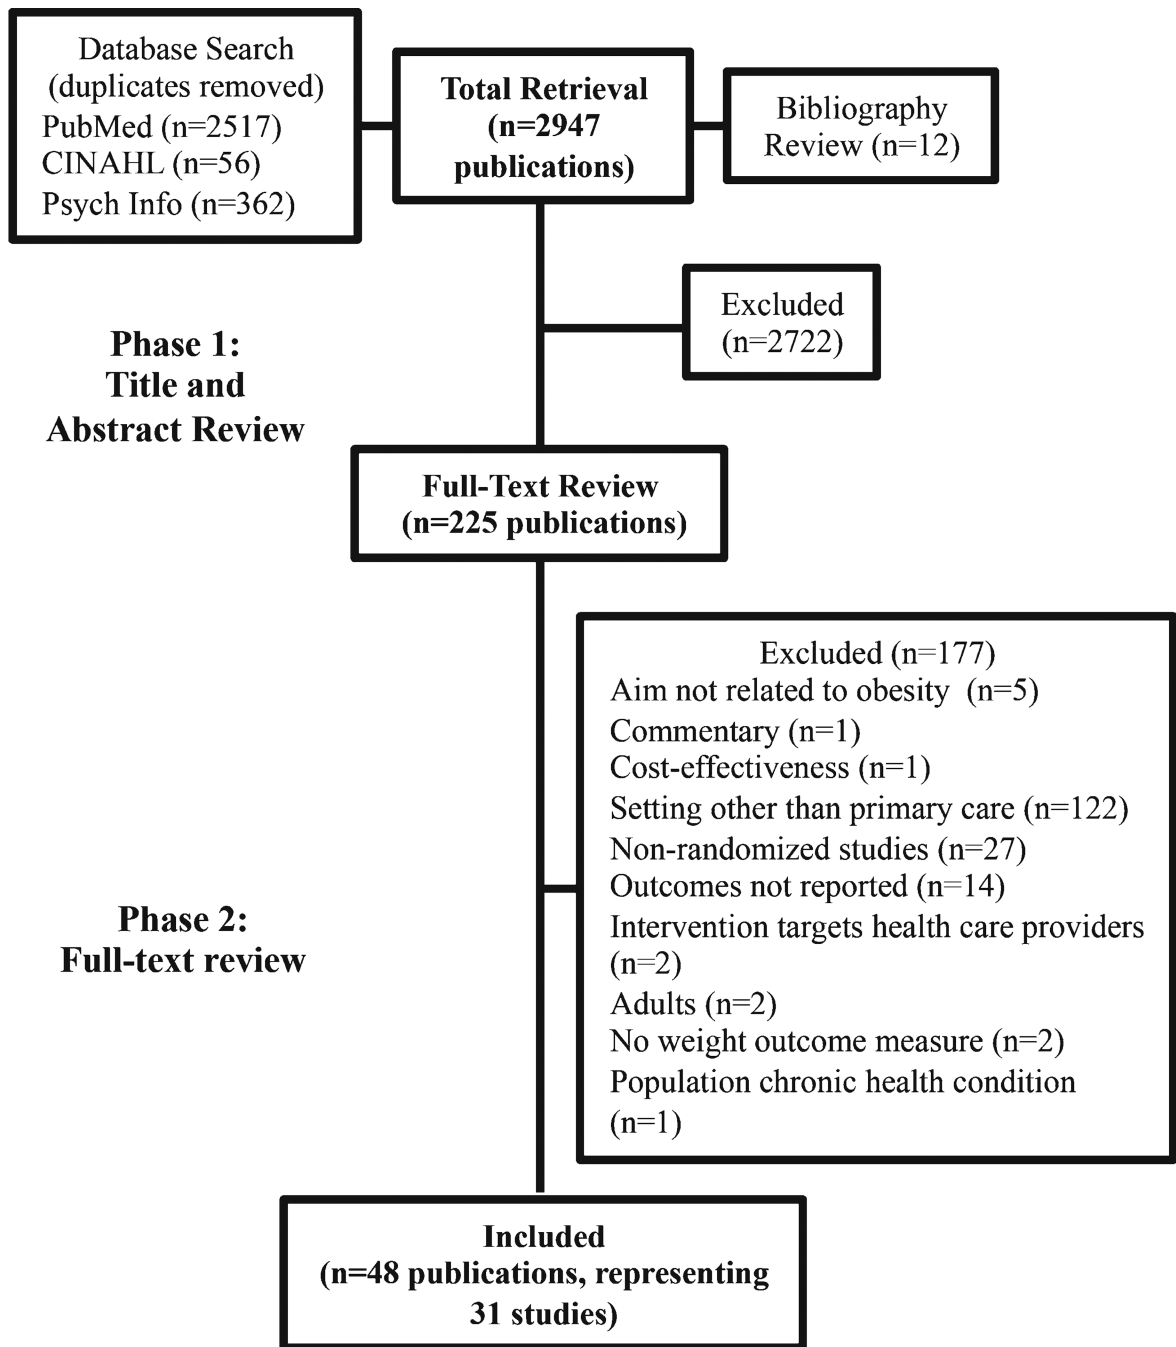 Database Search
(duplicates removed)
PubMed (n=2517)
CINAHL (n=56)
Psych Info (n=362)
Total Retrieval
(n=2947
publications)
Bibliography
Review (n=12)
Excluded
(n=2722)
Phase 1:
Title and
Abstract Review
Full-Text Review
(n=225 publications)
Excluded (n=177)
Aim not related to obesity (n=5)
Commentary (n=1)
Cost-effectiveness (n=1)
Setting other than primary care (n=122)
Non-randomized studies (n=27)
Outcomes not reported (n=14)
Intervention targets health care providers
(n=2)
Adults (n=2)
No weight outcome measure (n=2)
Population chronic health condition
(n=1)
Phase 2:
Full-text review
Included
(n=48 publications, representing
31 studies)